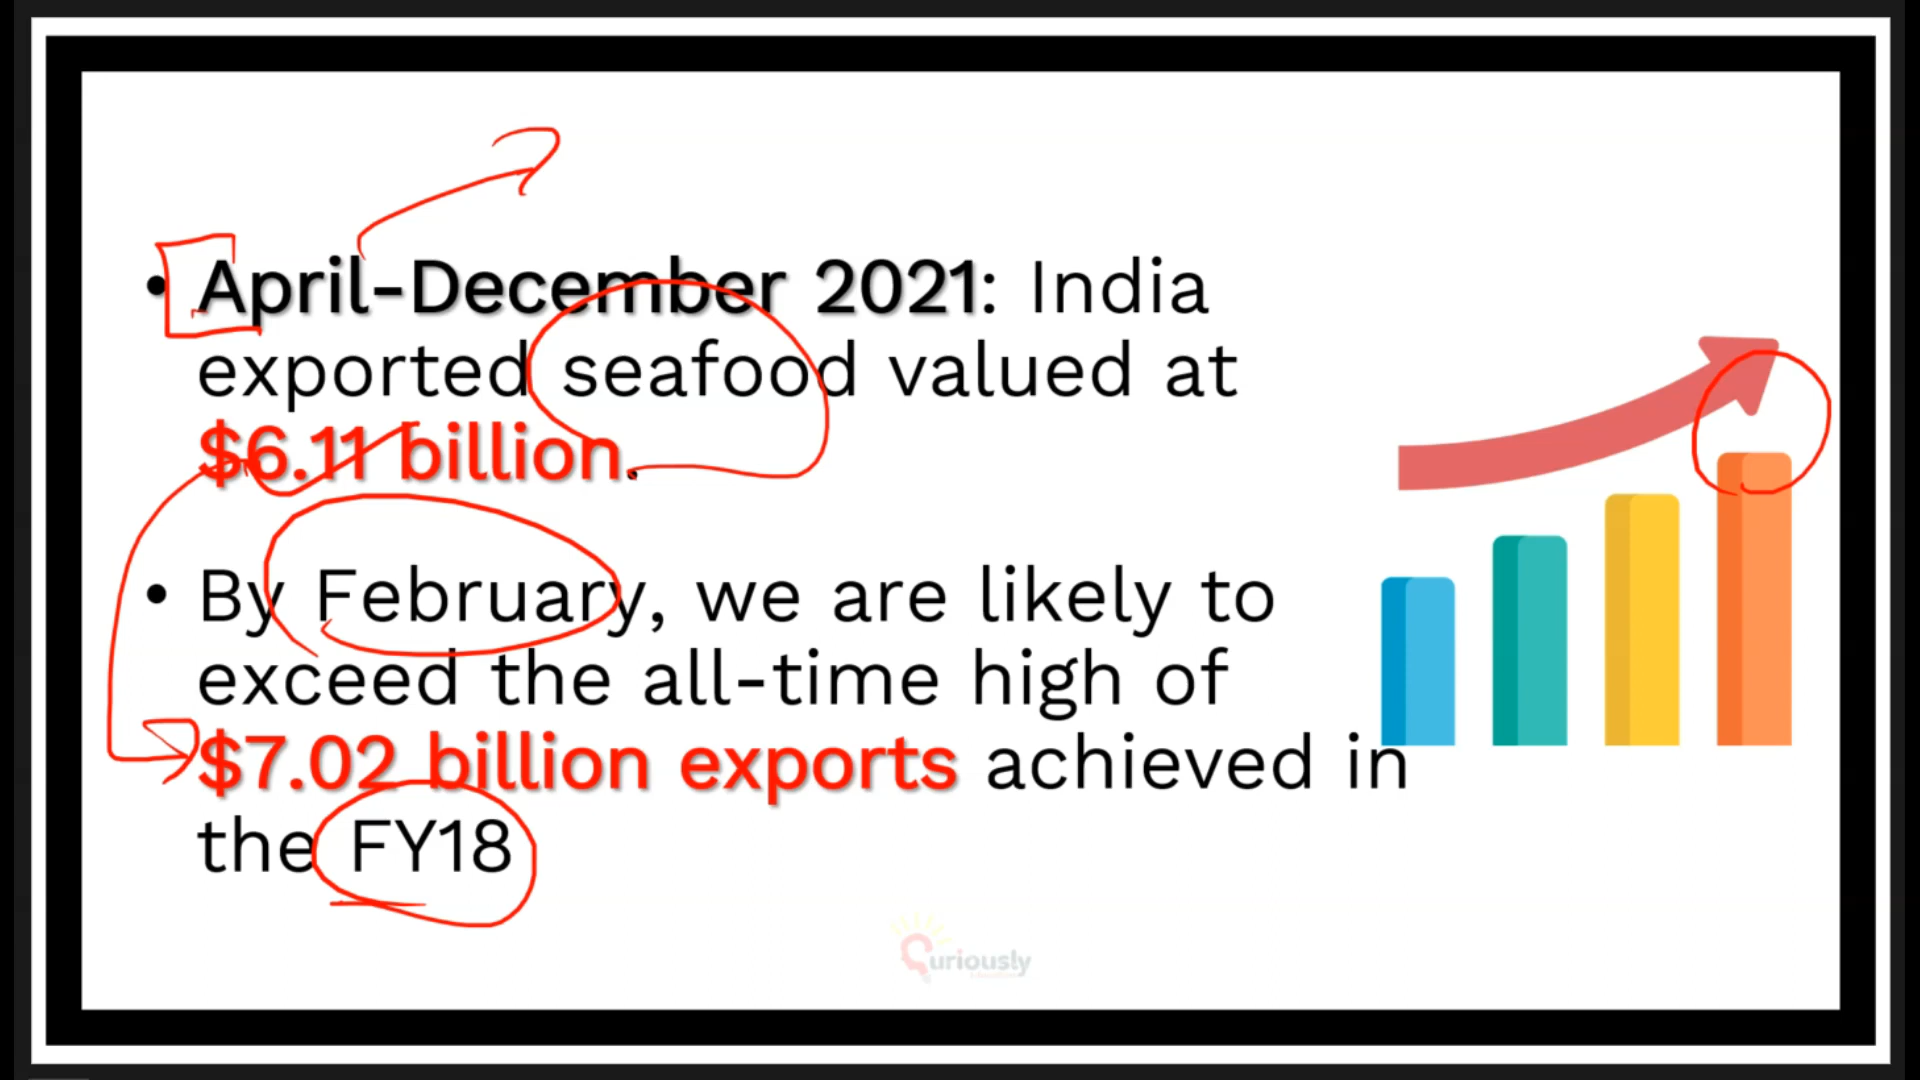 • April-December 2021: India
exported seafood valued at
$6.11 billion.
• By February, we are likely to
exceed the all-time high of
$7.02 billion exports achieved in
the FY18
Curiously